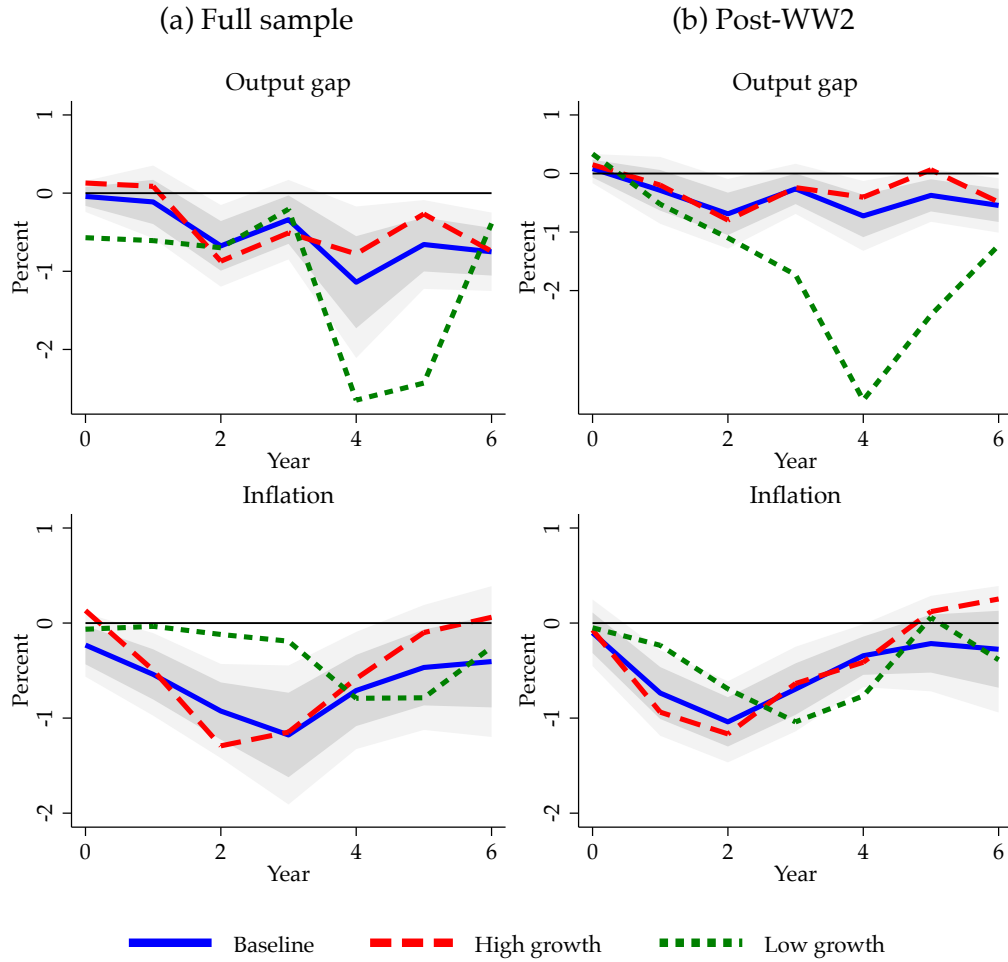 (a) Full sample
Output gap
Percent
1
0
-1
-2
0 2 4 6
Year
Inflation
Percent
1
0
-1
-2
0 2 4 6
Year
(b) Post-WW2
Output gap
Percent
1
0
-1
-2
0 2 4 6
Year
Inflation
Percent
1
0
-1
-2
0 2 4 6
Year
Baseline High growth Low growth